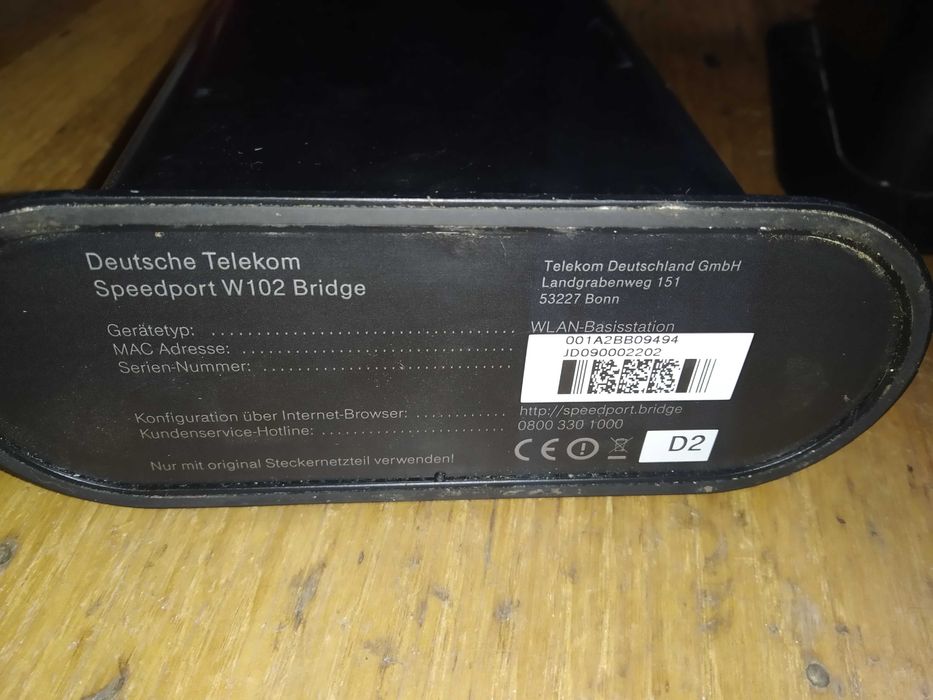 Deutsche Telekom
Speedport W102 Bridge
Telekom Deutschland GmbH
Landgrabenweg 151
53227 Bonn
Gerätetyp: ........................................ WLAN-Basisstation
MAC Adresse: ................................... 001A2BB09494
Serien-Nummer: ................................ JD090002202
Konfiguration über Internet-Browser: ............ http://speedport.bridge
Kundenservice-Hotline: ........................ 0800 330 1000
Nur mit original Steckernetzteil verwenden!
CE
D2